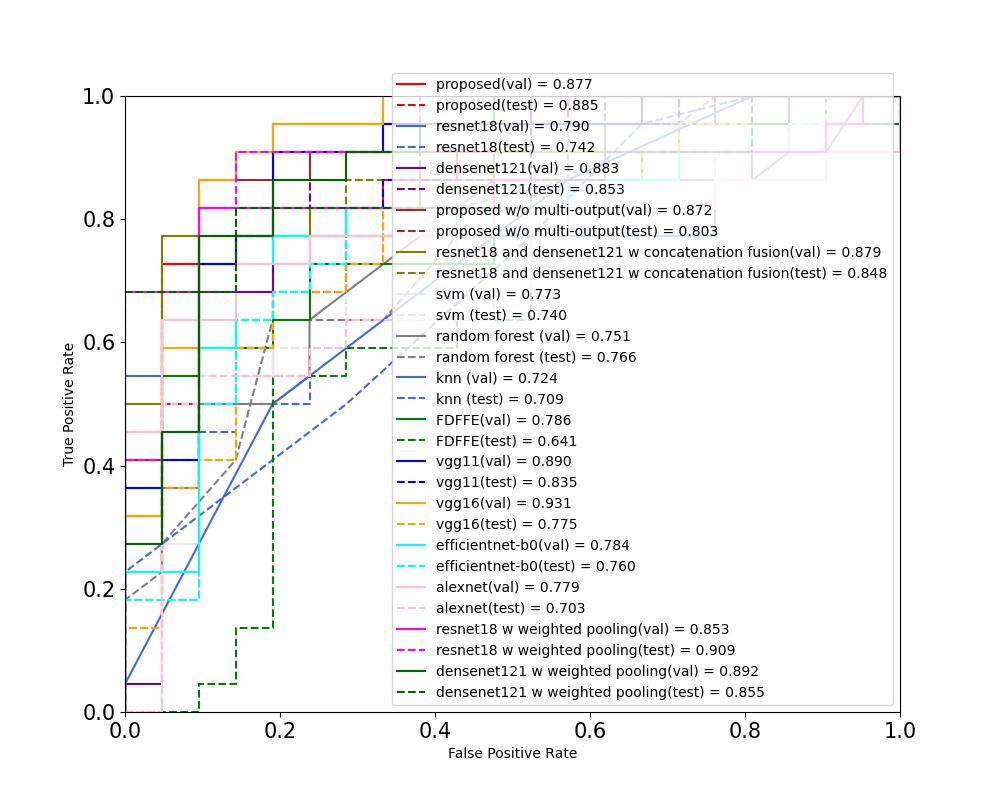 proposed(val) = 0.877
1.0
proposed(test) = 0.885
resnet18(val) = 0.790
resnet18(test) = 0.742
densenet121(val) = 0.883
densenet121(test) = 0.853
proposed w/o multi-output(val) = 0.872
0.8
proposed w/o multi-output(test) = 0.803
resnet18 and densenet121 w concatenation fusion(val) = 0.879
resnet18 and densenet121 w concatenation fusion(test) = 0.848
svm (val) = 0.773
svm (test) = 0.740
random forest (val) = 0.751
0.6
random forest (test) = 0.766
knn (val) = 0.724
knn (test) = 0.709
True Positive Rate
FDFFE(val) = 0.786
FDFFE(test) = 0.641
vgg11(val) = 0.890
0.4
vgg11(test) = 0.835
vgg16(val) = 0.931
vgg16(test) = 0.775
efficientnet-b0(val) = 0.784
efficientnet-b0(test) = 0.760
alexnet(val) = 0.779
0.2
alexnet(test) = 0.703
resnet18 w weighted pooling(val) = 0.853
resnet18 w weighted pooling(test) = 0.909
densenet121 w weighted pooling(val) = 0.892
densenet121 w weighted pooling(test) = 0.855
0.0
0.0 0.2 0.4 0.6 0.8 1.0
False Positive Rate